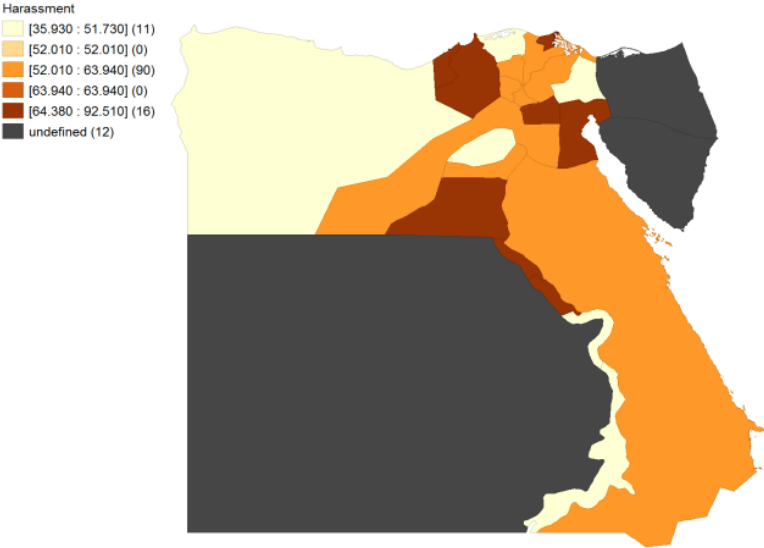 Harassment
[35.930 : 51.730] (11)
[52.010 : 52.010] (0)
[52.010 : 63.940] (90)
[63.940 : 63.940] (0)
[64.380 : 92.510] (16)
undefined (12)